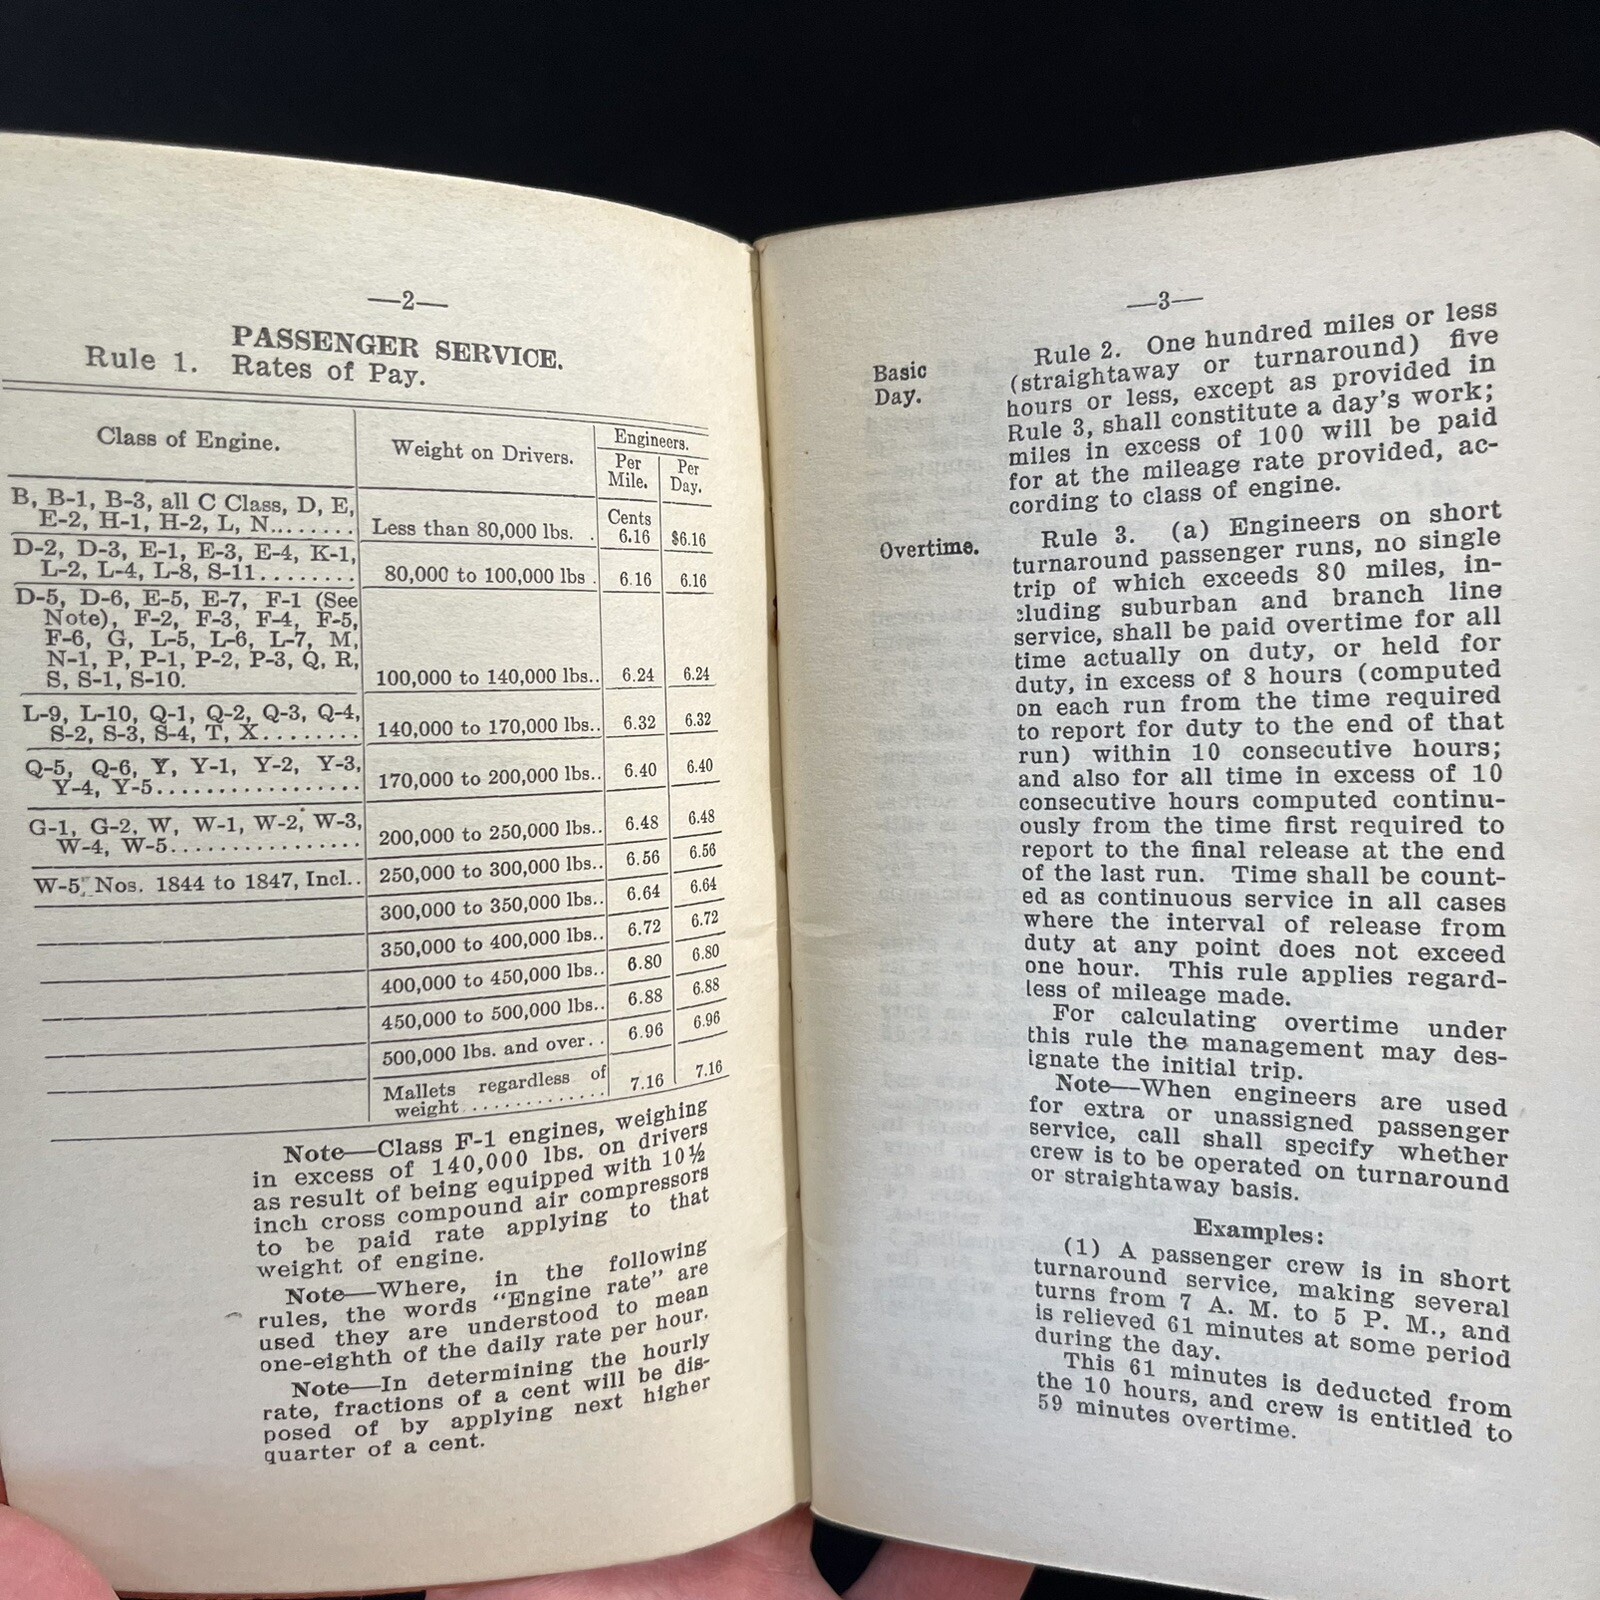 —2—
PASSENGER SERVICE.
Rule 1. Rates of Pay.
Class of Engine.
Weight on Drivers.
Engineers.
Per Mile.
Per Day.
B, B-1, B-3, all C Class, D, E,
E-2, H-1, H-2, L, N........
Less than 80,000 lbs. .
Cents
6.16
$6.16
D-2, D-3, E-1, E-3, E-4, K-1,
L-2, L-4, L-8, S-11........
80,000 to 100,000 lbs .
6.16
6.16
D-5, D-6, E-5, E-7, F-1 (See
Note), F-2, F-3, F-4, F-5,
F-6, G, L-5, L-6, L-7, M,
N-1, P, P-1, P-2, P-3, Q, R,
S, S-1, S-10.
100,000 to 140,000 lbs..
6.24
6.24
L-9, L-10, Q-1, Q-2, Q-3, Q-4,
S-2, S-3, S-4, T, X........
140,000 to 170,000 lbs..
6.32
6.32
Q-5, Q-6, Y, Y-1, Y-2, Y-3,
Y-4, Y-5.................
170,000 to 200,000 lbs..
6.40
6.40
G-1, G-2, W, W-1, W-2, W-3,
W-4, W-5................
200,000 to 250,000 lbs..
6.48
6.48
W-5, Nos. 1844 to 1847, Incl..
250,000 to 300,000 lbs..
6.56
6.56
300,000 to 350,000 lbs..
6.64
6.64
350,000 to 400,000 lbs..
6.72
6.72
400,000 to 450,000 lbs..
6.80
6.80
450,000 to 500,000 lbs..
6.88
6.88
500,000 lbs. and over..
6.96
6.96
Mallets regardless of
weight..............
7.16
7.16
Note—Class F-1 engines, weighing
in excess of 140,000 lbs. on drivers
as result of being equipped with 10½
inch cross compound air compressors
to be paid rate applying to that
weight of engine.
Note—Where, in the following
rules, the words "Engine rate" are
used they are understood to mean
one-eighth of the daily rate per hour.
Note—In determining the hourly
rate, fractions of a cent will be dis-
posed of by applying next higher
quarter of a cent.
—3—
Basic
Day.
Rule 2. One hundred miles or less
(straightaway or turnaround) five
hours or less, except as provided in
Rule 3, shall constitute a day's work;
miles in excess of 100 will be paid
for at the mileage rate provided, ac-
cording to class of engine.
Overtime.
Rule 3. (a) Engineers on short
turnaround passenger runs, no single
trip of which exceeds 80 miles, in-
cluding suburban and branch line
service, shall be paid overtime for all
time actually on duty, or held for
duty, in excess of 8 hours (computed
on each run from the time required
to report for duty to the end of that
run) within 10 consecutive hours;
and also for all time in excess of 10
consecutive hours computed continu-
ously from the time first required to
report to the final release at the end
of the last run. Time shall be count-
ed as continuous service in all cases
where the interval of release from
duty at any point does not exceed
one hour. This rule applies regard-
less of mileage made.
For calculating overtime under
this rule the management may des-
ignate the initial trip.
Note—When engineers are used
for extra or unassigned passenger
service, call shall specify whether
crew is to be operated on turnaround
or straightaway basis.
Examples:
(1) A passenger crew is in short
turnaround service, making several
turns from 7 A. M. to 5 P. M., and
is relieved 61 minutes at some period
during the day.
This 61 minutes is deducted from
the 10 hours, and crew is entitled to
59 minutes overtime.